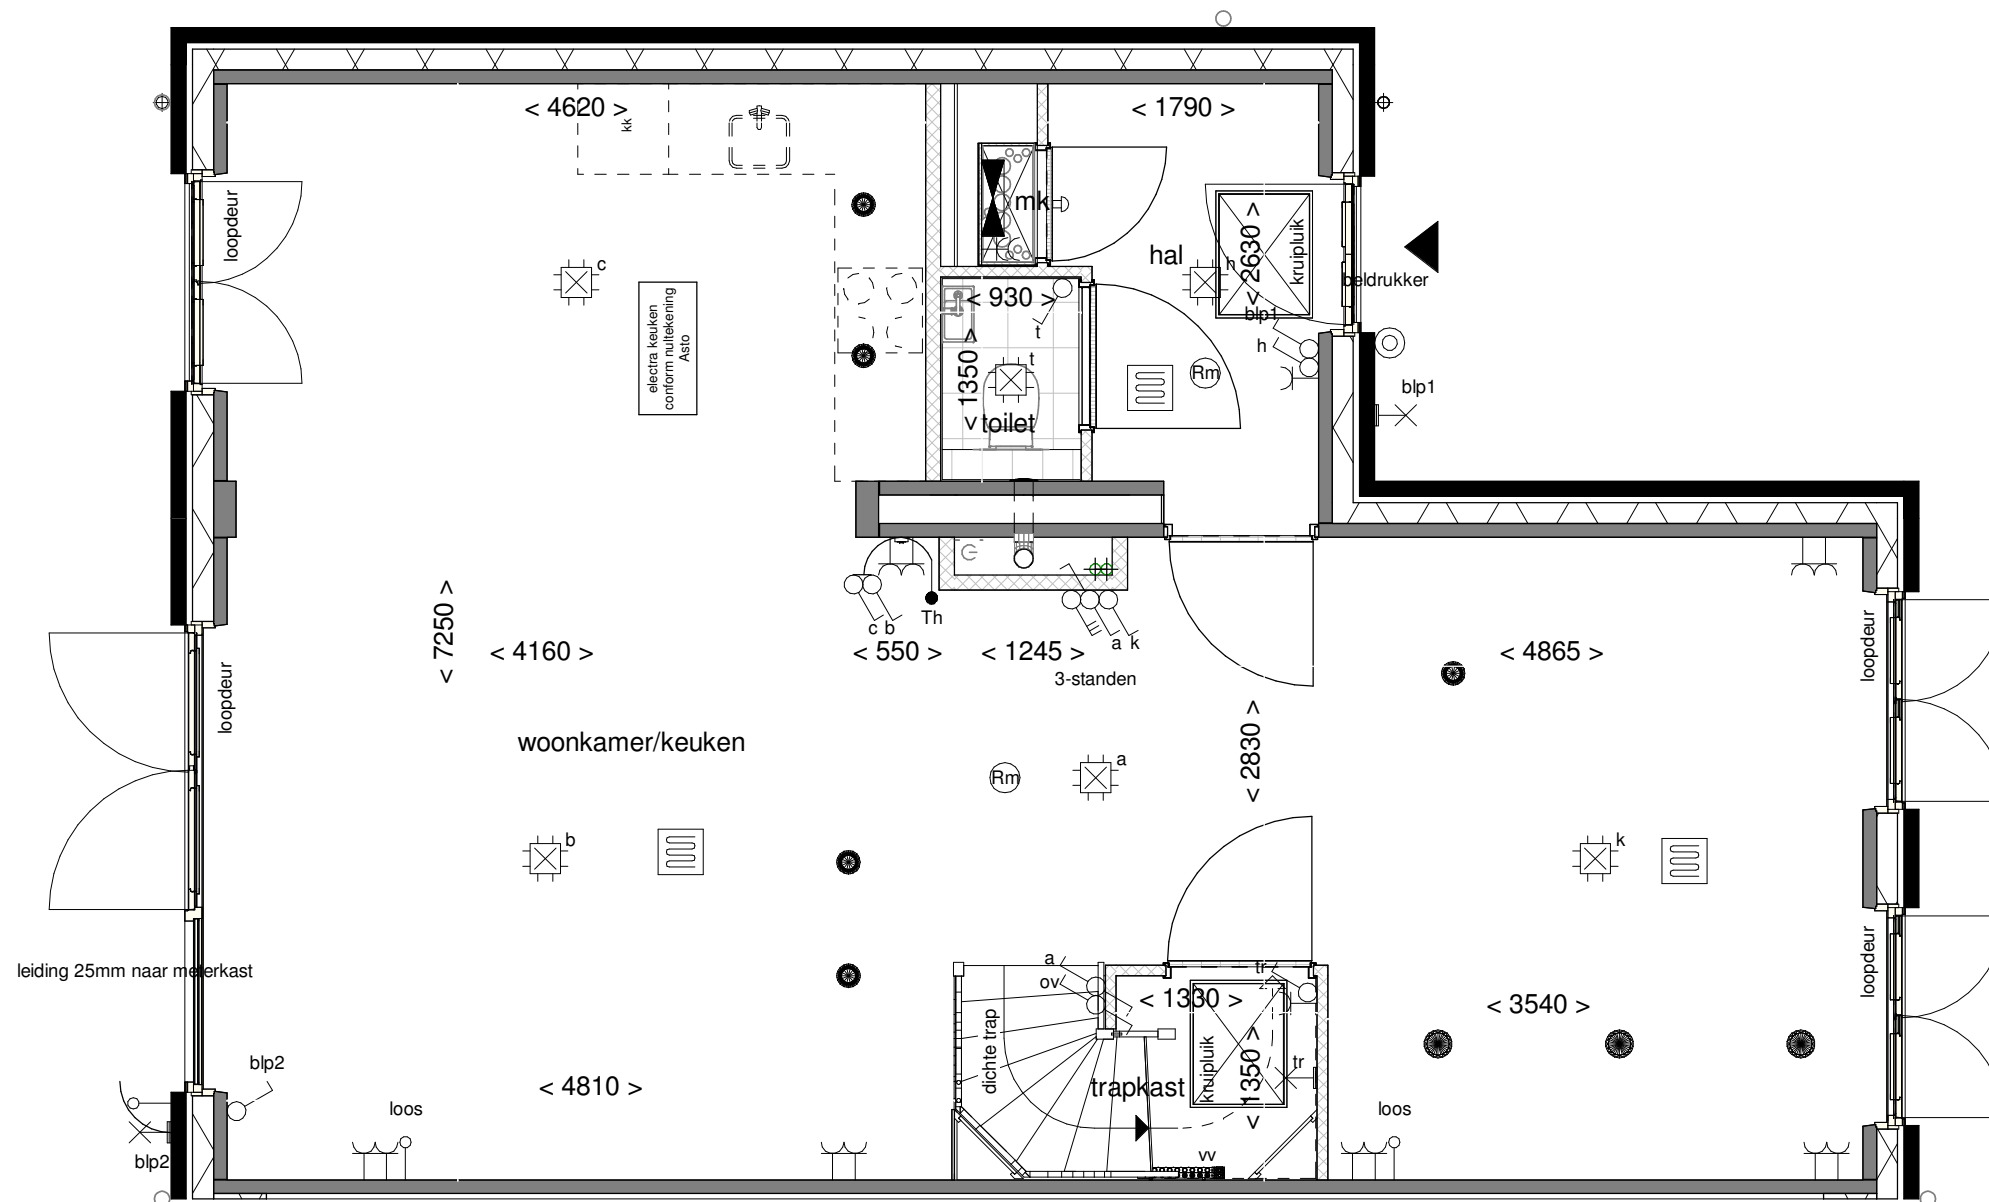 < 4620 >
kk
< 1790 >
loopdeur
mk
hal
h
< 2630 >
kruipluik
beldrukker
c
electra keuken
conform nultekening
Asto
< 930 >
t
< 1350 >
t
toilet
blp1
h
Rm
blp1
c b
Th
a k
< 7250 >
< 4160 >
< 550 >
< 1245 >
3-standen
< 4865 >
loopdeur
loopdeur
woonkamer/keuken
Rm
a
< 2830 >
b
k
leiding 25mm naar meterkast
a
ov
tr
< 1330 >
loopdeur
< 3540 >
dichte trap
kruipluik
< 1350 >
tr
trapkast
blp2
< 4810 >
loos
loos
blp2
vv